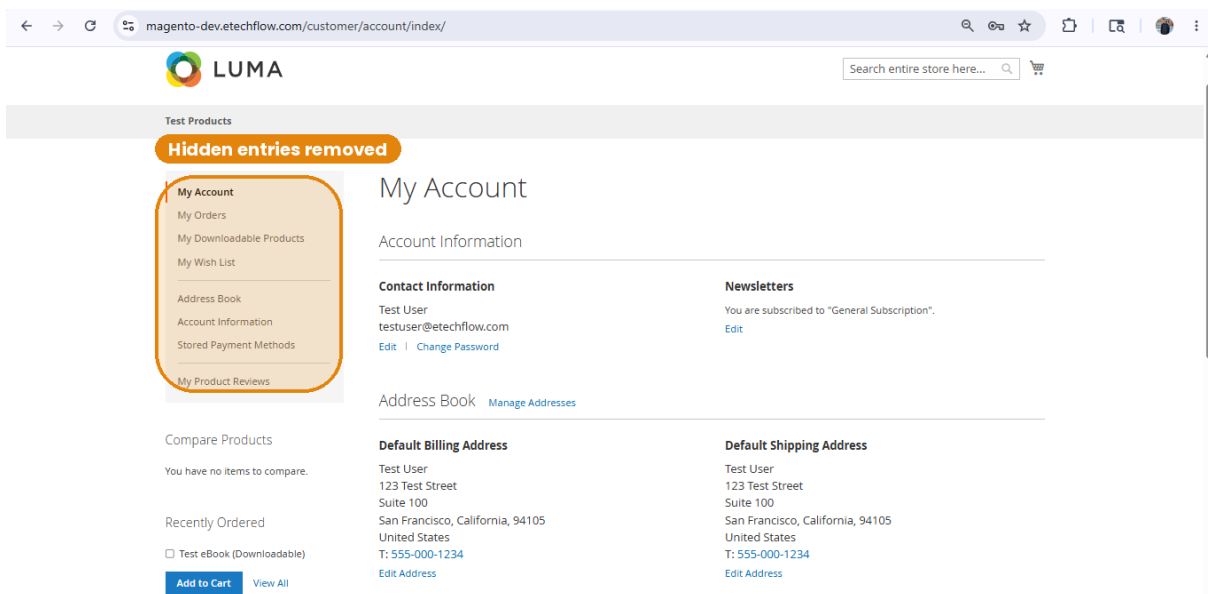 magento-dev.etechflow.com/customer/account/index/
LUMA
Search entire store here...
Test Products
Hidden entries removed
My Account
My Orders
My Downloadable Products
My Wish List
Address Book
Account Information
Stored Payment Methods
My Product Reviews
Compare Products
You have no items to compare.
Recently Ordered
Test eBook (Downloadable)
Add to Cart View All
My Account
Account Information
Contact Information
Test User
testuser@etechflow.com
Edit | Change Password
Newsletters
You are subscribed to "General Subscription".
Edit
Address Book Manage Addresses
Default Billing Address
Test User
123 Test Street
Suite 100
San Francisco, California, 94105
United States
T: 555-000-1234
Edit Address
Default Shipping Address
Test User
123 Test Street
Suite 100
San Francisco, California, 94105
United States
T: 555-000-1234
Edit Address